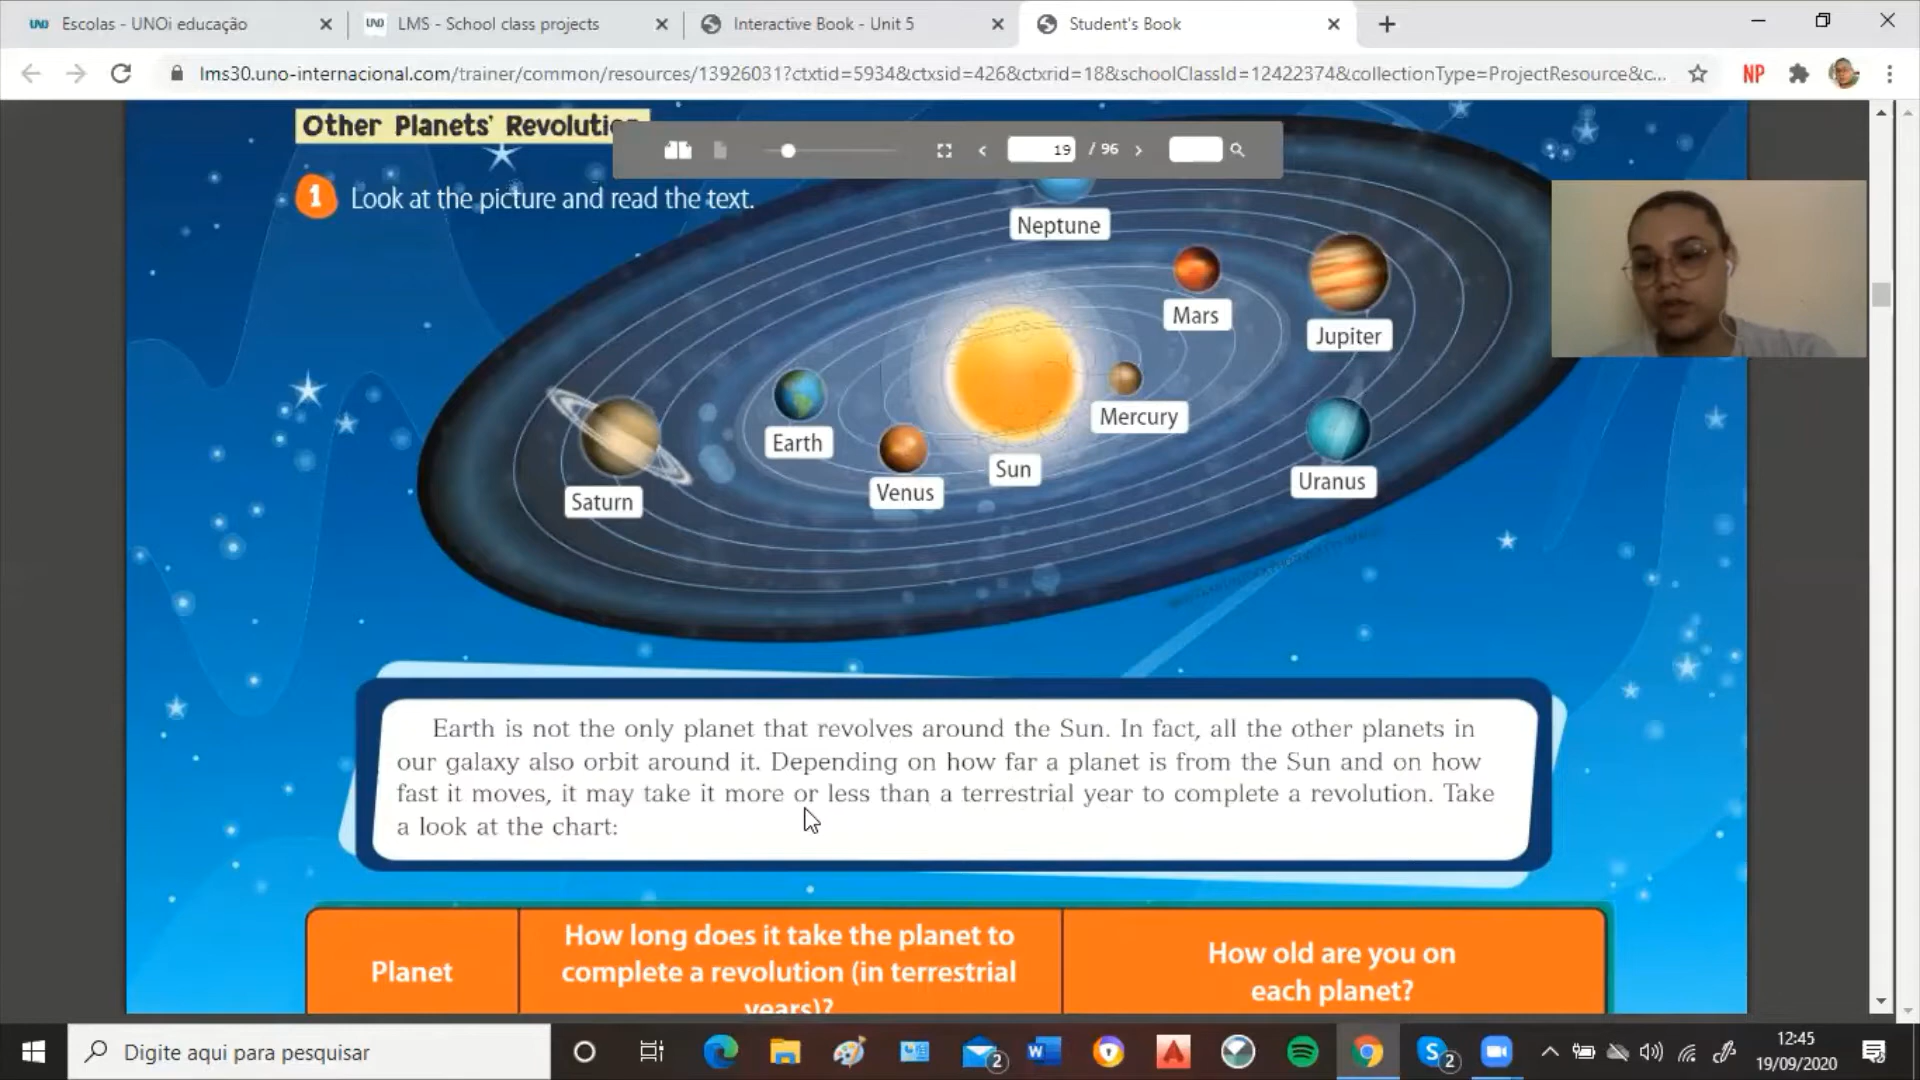 Escolas - UNOi educação
LMS - School class projects
Interactive Book - Unit 5
Student's Book
lms30.uno-internacional.com/trainer/common/resources/13926031?ctxtid=5934&ctxsid=426&ctxrid=18&schoolClassId=12422374&collectionType=ProjectResource&c...
NP
Other Planets' Revolution
19 / 96
1 Look at the picture and read the text.
Neptune
Mars
Jupiter
Earth
Mercury
Sun
Venus
Uranus
Saturn
Earth is not the only planet that revolves around the Sun. In fact, all the other planets in
our galaxy also orbit around it. Depending on how far a planet is from the Sun and on how
fast it moves, it may take it more or less than a terrestrial year to complete a revolution. Take
a look at the chart:
Planet
How long does it take the planet to
complete a revolution (in terrestrial
years)?
How old are you on
each planet?
Digite aqui para pesquisar
2
2
12:45
19/09/2020